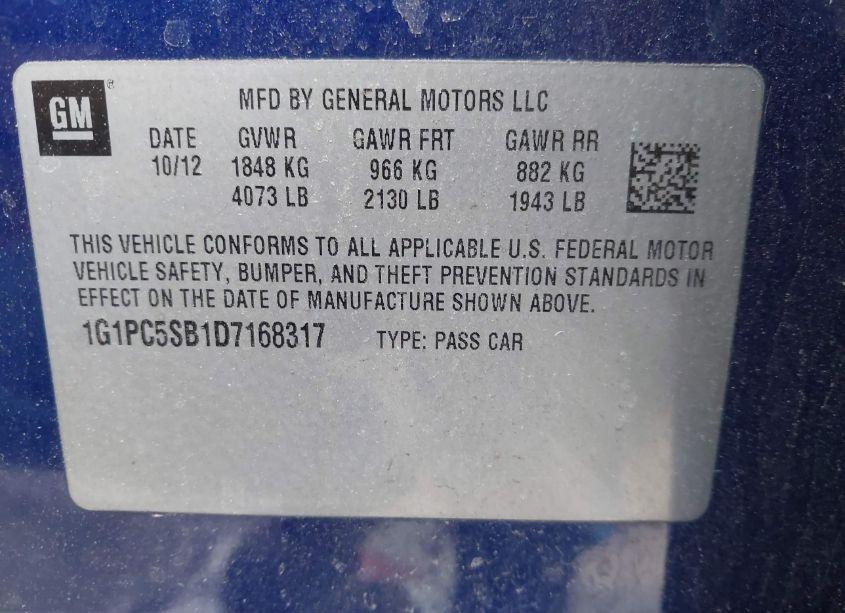 GM ®
MFD BY GENERAL MOTORS LLC
DATE GVWR GAWR FRT GAWR RR
10/12 1848 KG 966 KG 882 KG
4073 LB 2130 LB 1943 LB
THIS VEHICLE CONFORMS TO ALL APPLICABLE U.S. FEDERAL MOTOR
VEHICLE SAFETY, BUMPER, AND THEFT PREVENTION STANDARDS IN
EFFECT ON THE DATE OF MANUFACTURE SHOWN ABOVE.
1G1PC5SB1D7168317 TYPE: PASS CAR